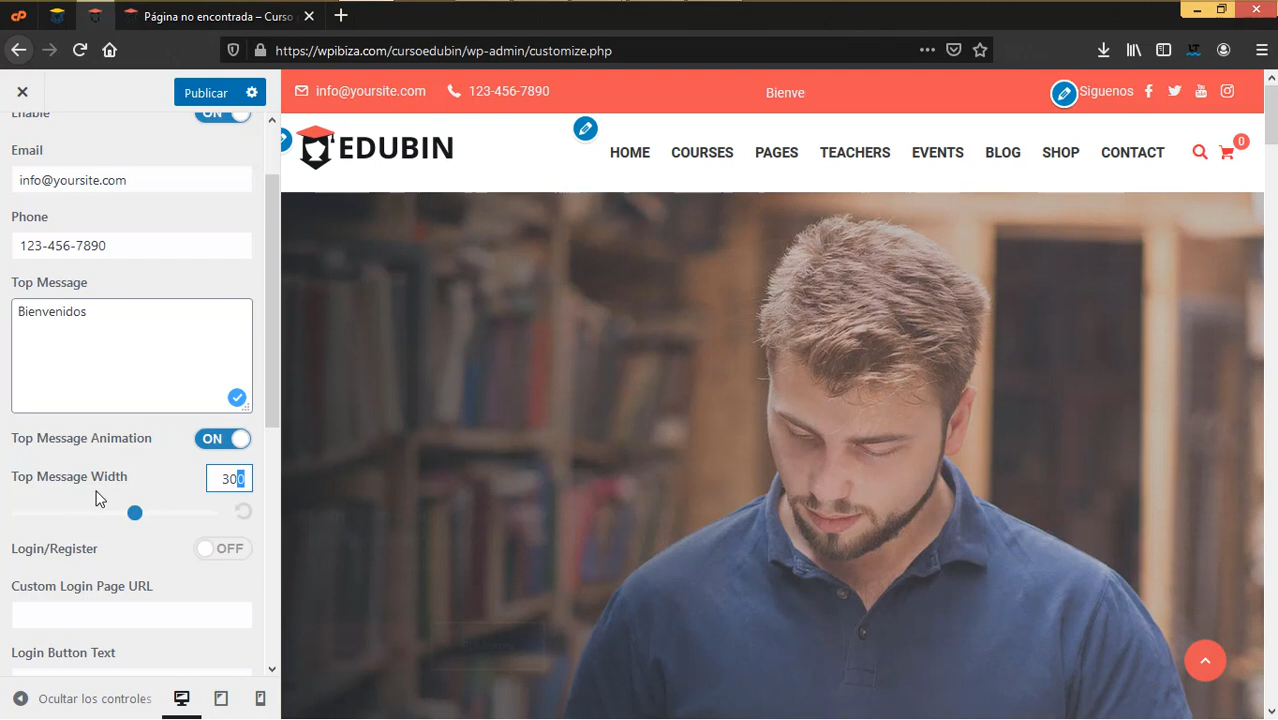 Página no encontrada – Curso
https://wpibiza.com/cursoedubin/wp-admin/customize.php
Publicar
info@yoursite.com
123-456-7890
Bienve
Siguenos
Enable
ON
EDUBIN
HOME
COURSES
PAGES
TEACHERS
EVENTS
BLOG
SHOP
CONTACT
0
Email
info@yoursite.com
Phone
123-456-7890
Top Message
Bienvenidos
Top Message Animation
ON
Top Message Width
300
Login/Register
OFF
Custom Login Page URL
Login Button Text
Ocultar los controles